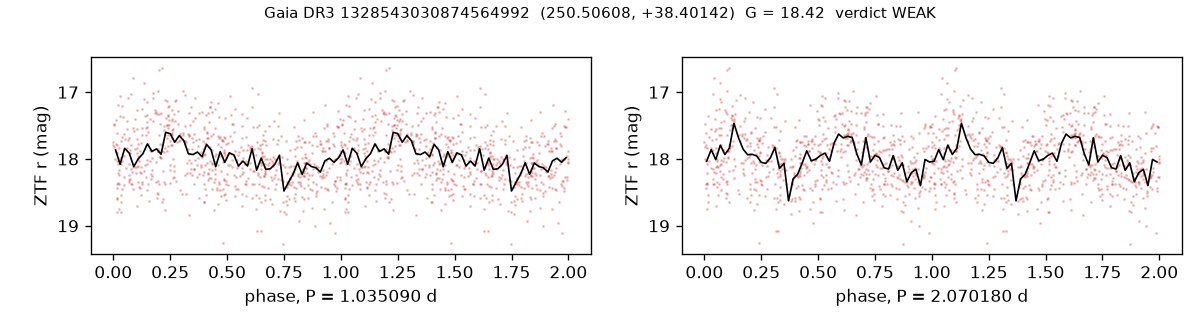 Gaia DR3 1328543030874564992 (250.50608, +38.40142) G = 18.42 verdict WEAK
ZTF r (mag)
17
18
19
0.00 0.25 0.50 0.75 1.00 1.25 1.50 1.75 2.00
phase, P = 1.035090 d
ZTF r (mag)
17
18
19
0.00 0.25 0.50 0.75 1.00 1.25 1.50 1.75 2.00
phase, P = 2.070180 d